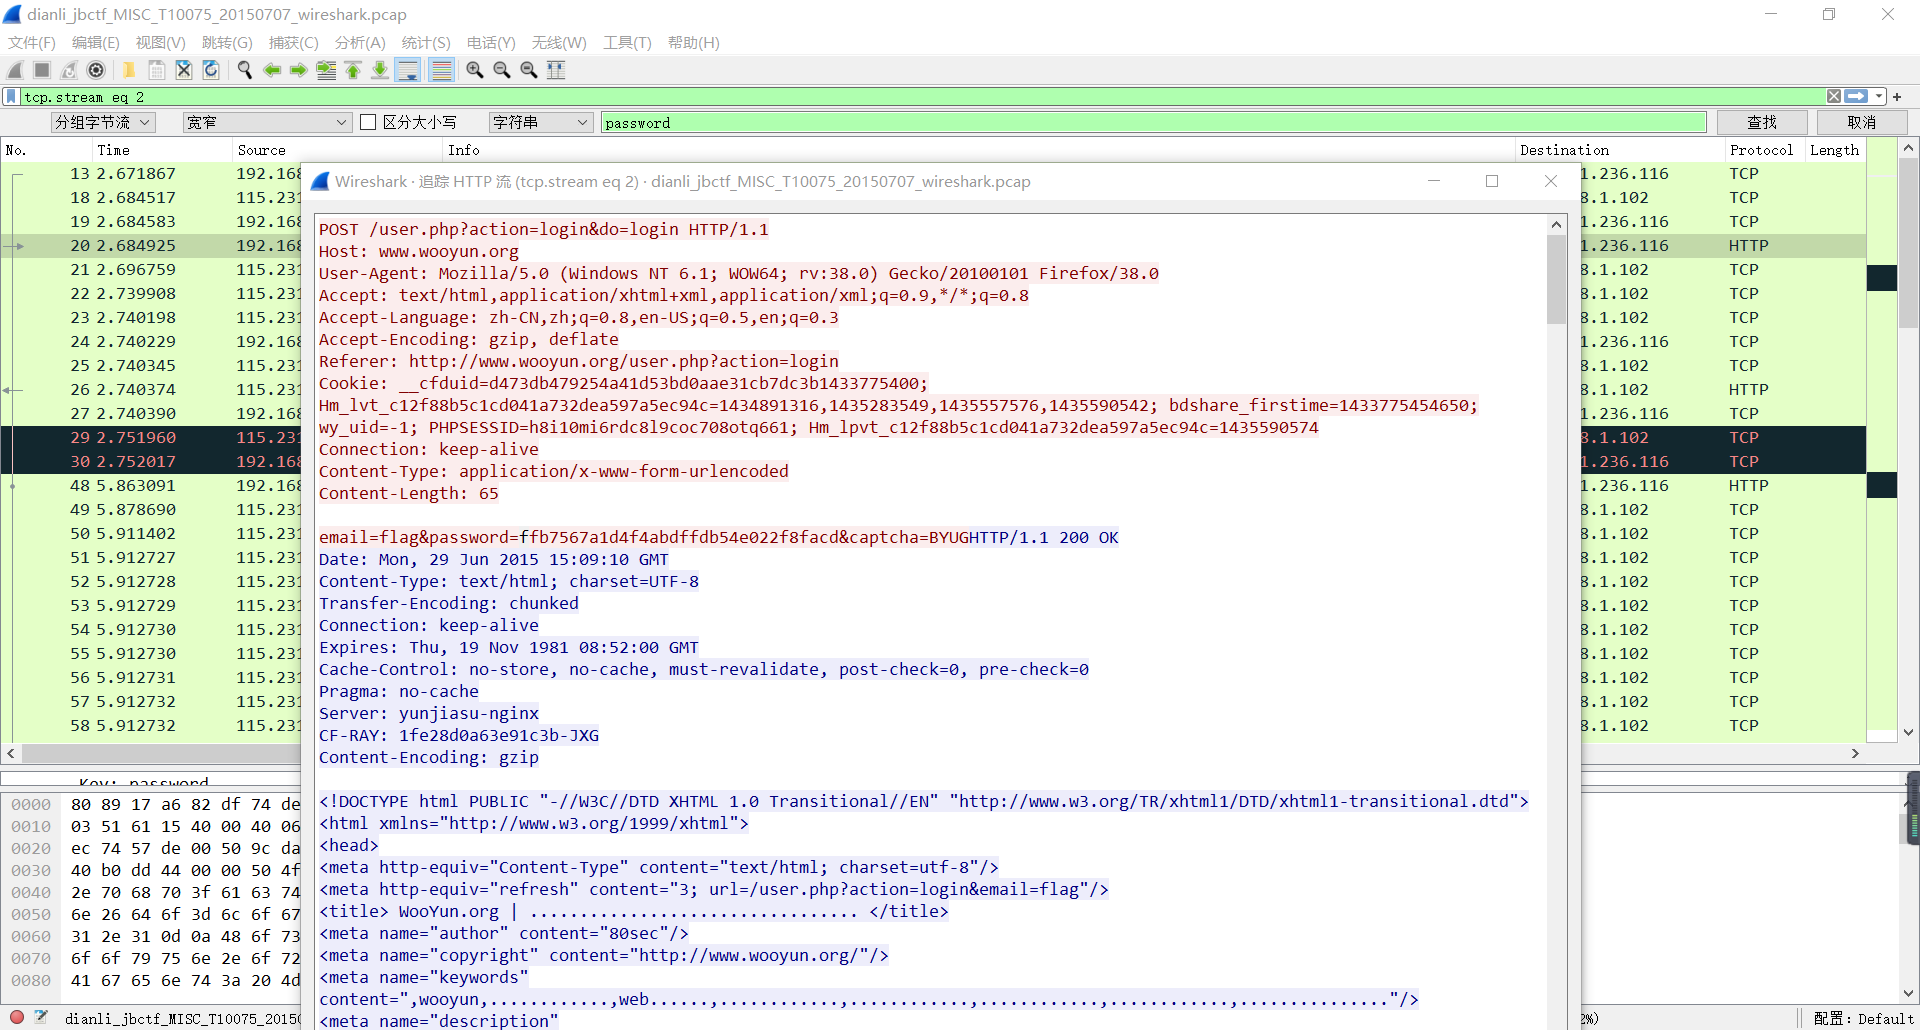 dianli_jbctf_MISC_T10075_20150707_wireshark.pcap
文件(F) 编辑(E) 视图(V) 跳转(G) 捕获(C) 分析(A) 统计(S) 电话(Y) 无线(W) 工具(T) 帮助(H)
tcp.stream eq 2
分组字节流 宽窄 区分大小写 字符串 password 查找 取消
No. Time Source Info Destination Protocol Length
13 2.671867 192.168 1.236.116 TCP
18 2.684517 115.231 8.1.102 TCP
19 2.684583 192.168 1.236.116 TCP
20 2.684925 192.168 1.236.116 HTTP
21 2.696759 115.231 8.1.102 TCP
22 2.739908 115.231 8.1.102 TCP
23 2.740198 115.231 8.1.102 TCP
24 2.740229 192.168 1.236.116 TCP
25 2.740345 115.231 8.1.102 TCP
26 2.740374 115.231 8.1.102 HTTP
27 2.740390 192.168 1.236.116 TCP
29 2.751960 115.231 8.1.102 TCP
30 2.752017 192.168 1.236.116 TCP
48 5.863091 192.168 1.236.116 HTTP
49 5.878690 115.231 8.1.102 TCP
50 5.911402 115.231 8.1.102 TCP
51 5.912727 115.231 8.1.102 TCP
52 5.912728 115.231 8.1.102 TCP
53 5.912729 115.231 8.1.102 TCP
54 5.912730 115.231 8.1.102 TCP
55 5.912730 115.231 8.1.102 TCP
56 5.912731 115.231 8.1.102 TCP
57 5.912732 115.231 8.1.102 TCP
58 5.912732 115.231 8.1.102 TCP
Wireshark · 追踪 HTTP 流 (tcp.stream eq 2) · dianli_jbctf_MISC_T10075_20150707_wireshark.pcap
POST /user.php?action=login&do=login HTTP/1.1
Host: www.wooyun.org
User-Agent: Mozilla/5.0 (Windows NT 6.1; WOW64; rv:38.0) Gecko/20100101 Firefox/38.0
Accept: text/html,application/xhtml+xml,application/xml;q=0.9,*/*;q=0.8
Accept-Language: zh-CN,zh;q=0.8,en-US;q=0.5,en;q=0.3
Accept-Encoding: gzip, deflate
Referer: http://www.wooyun.org/user.php?action=login
Cookie: __cfduid=d473db479254a41d53bd0aae31cb7dc3b1433775400;
Hm_lvt_c12f88b5c1cd041a732dea597a5ec94c=1434891316,1435283549,1435557576,1435590542; bdshare_firstime=1433775454650;
wy_uid=-1; PHPSESSID=h8i10mi6rdc8l9coc708otq661; Hm_lpvt_c12f88b5c1cd041a732dea597a5ec94c=1435590574
Connection: keep-alive
Content-Type: application/x-www-form-urlencoded
Content-Length: 65
email=flag&password=ffb7567a1d4f4abdffdb54e022f8facd&captcha=BYUGHTTP/1.1 200 OK
Date: Mon, 29 Jun 2015 15:09:10 GMT
Content-Type: text/html; charset=UTF-8
Transfer-Encoding: chunked
Connection: keep-alive
Expires: Thu, 19 Nov 1981 08:52:00 GMT
Cache-Control: no-store, no-cache, must-revalidate, post-check=0, pre-check=0
Pragma: no-cache
Server: yunjiasu-nginx
CF-RAY: 1fe28d0a63e91c3b-JXG
Content-Encoding: gzip
<!DOCTYPE html PUBLIC "-//W3C//DTD XHTML 1.0 Transitional//EN" "http://www.w3.org/TR/xhtml1/DTD/xhtml1-transitional.dtd">
<html xmlns="http://www.w3.org/1999/xhtml">
<head>
<meta http-equiv="Content-Type" content="text/html; charset=utf-8"/>
<meta http-equiv="refresh" content="3; url=/user.php?action=login&email=flag"/>
<title> WooYun.org | ................................. </title>
<meta name="author" content="80sec"/>
<meta name="copyright" content="http://www.wooyun.org/"/>
<meta name="keywords"
content=",wooyun,............,web......,............,............,............,............,..............."/>
<meta name="description"
Key: password
0000 80 89 17 a6 82 df 74 de
0010 03 51 61 15 40 00 40 06
0020 ec 74 57 de 00 50 9c da
0030 40 b0 dd 44 00 00 50 4f
0040 2e 70 68 70 3f 61 63 74
0050 6e 26 64 6f 3d 6c 6f 67
0060 31 2e 31 0d 0a 48 6f 73
0070 6f 6f 79 75 6e 2e 6f 72
0080 41 67 65 6e 74 3a 20 4d
dianli_jbctf_MISC_T10075_2015 2%) 配置：Default